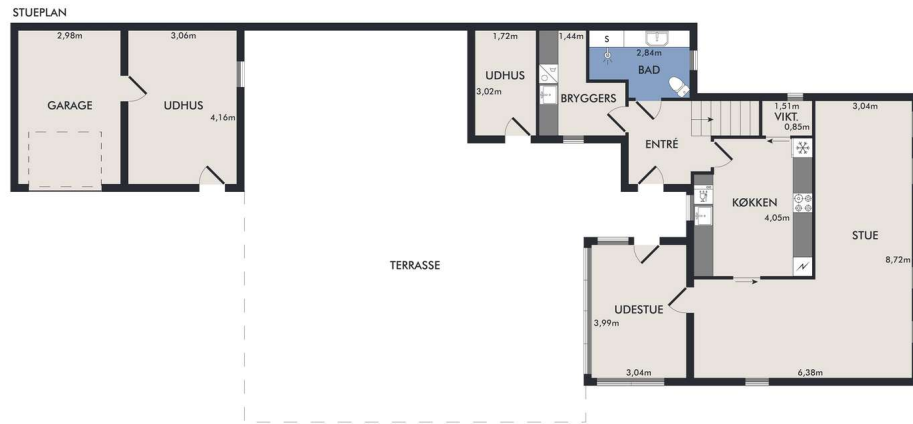 STUEPLAN
2,98m
3,06m
1,72m
1,44m
S
2,84m
BAD
UDHUS
3,02m
BRYGGERS
GARAGE
UDHUS
4,16m
1,51m
VIKT.
0,85m
3,04m
ENTRÉ
KØKKEN
4,05m
STUE
8,72m
TERRASSE
UDESTUE
3,99m
3,04m
6,38m